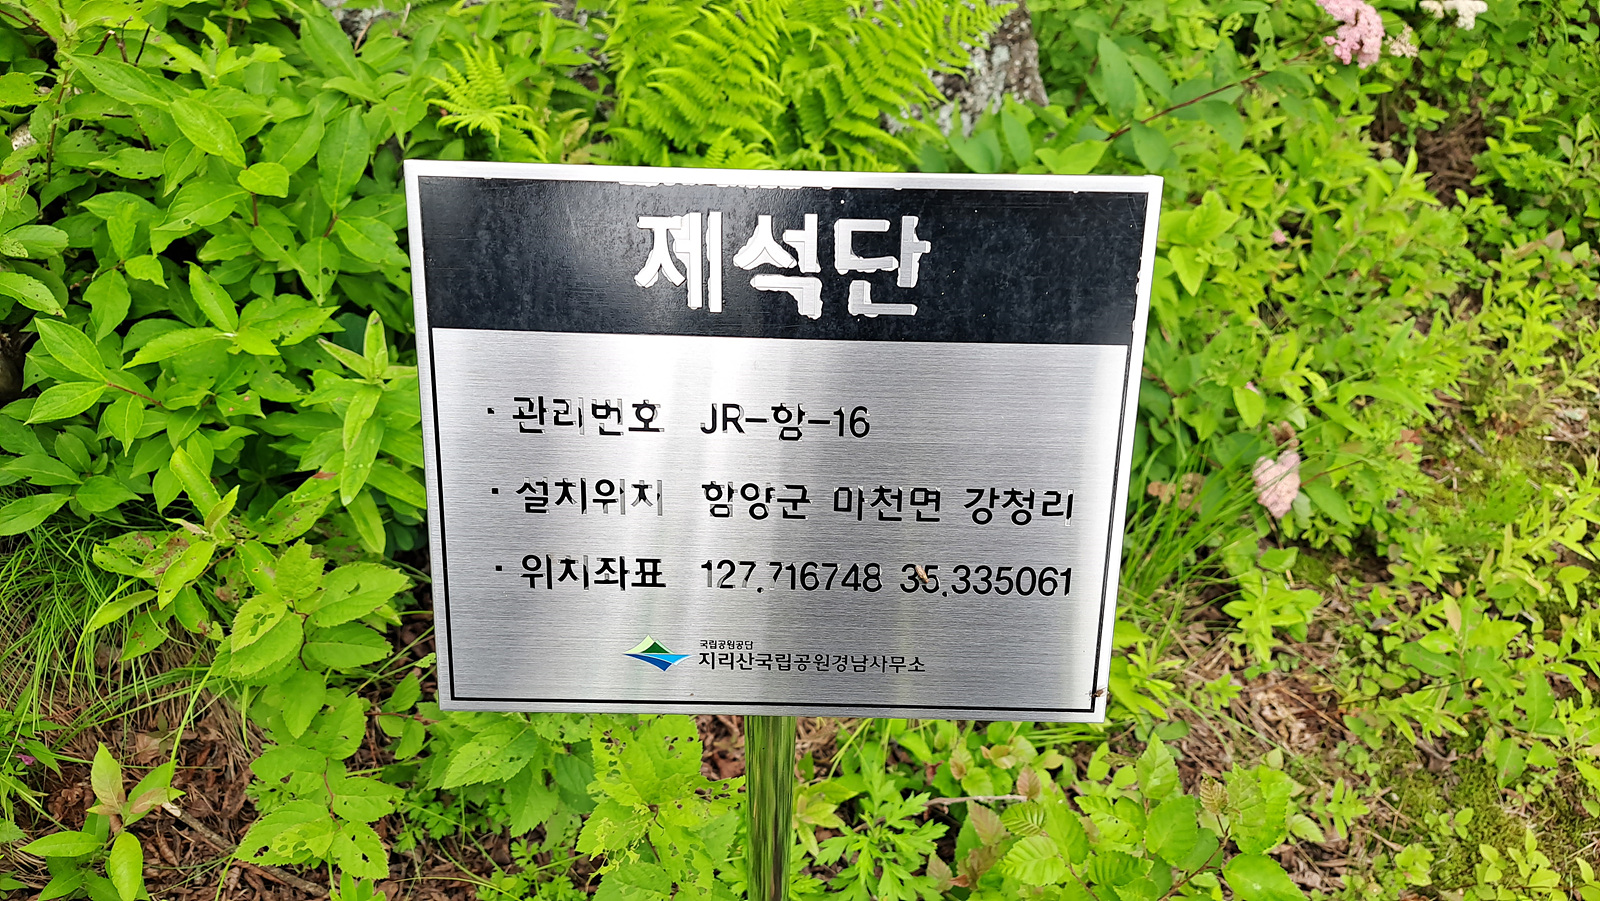 제석단
· 관리번호 JR-함-16
· 설치위치 함양군 마천면 강청리
· 위치좌표 127.716748 35.335061
국립공원공단
지리산국립공원경남사무소